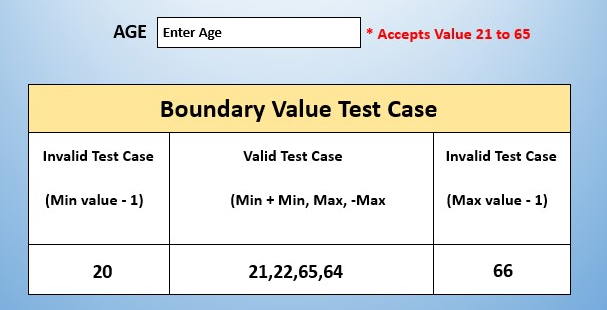 AGE Enter Age * Accepts Value 21 to 65
Boundary Value Test Case
Invalid Test Case Valid Test Case Invalid Test Case
(Min value - 1) (Min + Min, Max, -Max (Max value - 1)
20 21,22,65,64 66